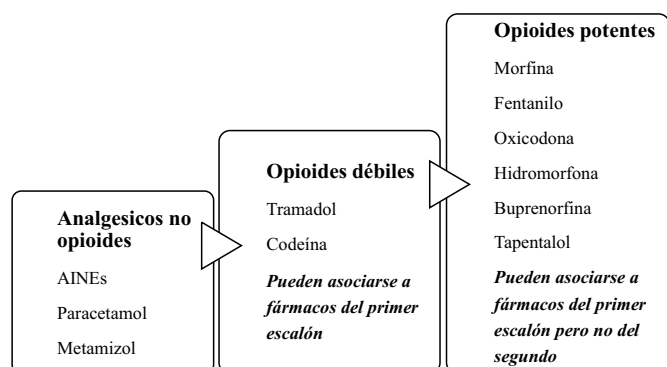 Analgesicos no
opioides
AINEs
Paracetamol
Metamizol
Opioides débiles
Tramadol
Codeína
Pueden asociarse a
fármacos del primer
escalón
Opioides potentes
Morfina
Fentanilo
Oxicodona
Hidromorfona
Buprenorfina
Tapentalol
Pueden asociarse a
fármacos del primer
escalón pero no del
segundo